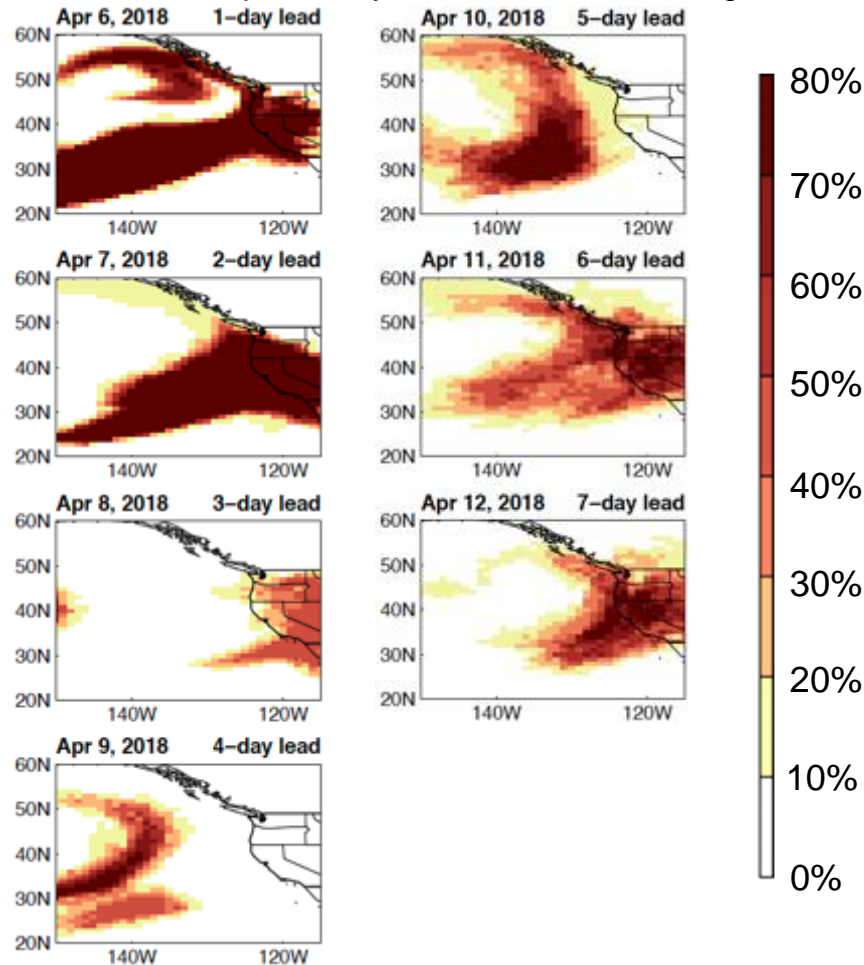 Apr 6, 2018 1–day lead
60N
50N
40N
30N
20N
140W 120W
Apr 7, 2018 2–day lead
60N
50N
40N
30N
20N
140W 120W
Apr 8, 2018 3–day lead
60N
50N
40N
30N
20N
140W 120W
Apr 9, 2018 4–day lead
60N
50N
40N
30N
20N
140W 120W
Apr 10, 2018 5–day lead
60N
50N
40N
30N
20N
140W 120W
Apr 11, 2018 6–day lead
60N
50N
40N
30N
20N
140W 120W
Apr 12, 2018 7–day lead
60N
50N
40N
30N
20N
140W 120W
80%
70%
60%
50%
40%
30%
20%
10%
0%